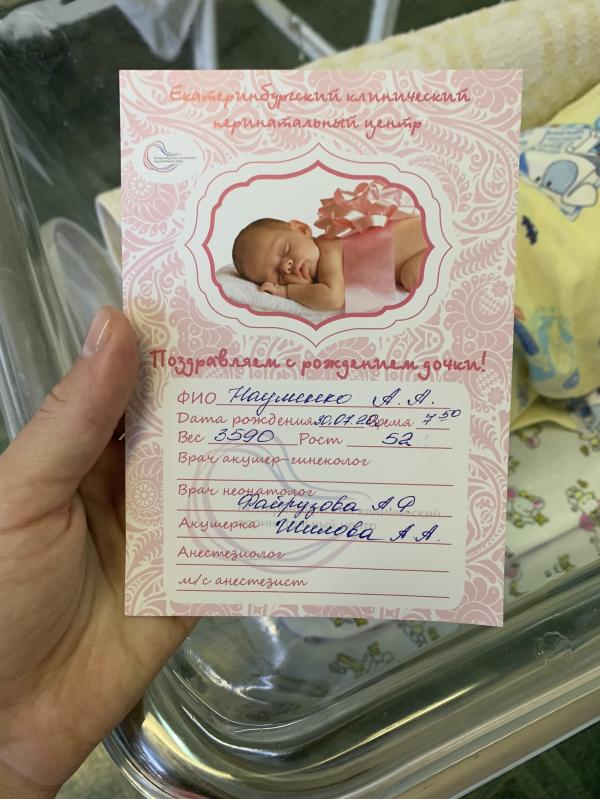 Екатеринбургский клинический
перинатальный центр
Поздравляем с рождением дочки!
ФИО Науменко А. А.
Дата рождения 30.07.20 Время 7 50
Вес 3590 Рост 52
Врач акушер-гинеколог
Врач неонатолог
Файрузова А.Ф.
Акушерка Шилова А А.
Анестезиолог
м/с анестезист